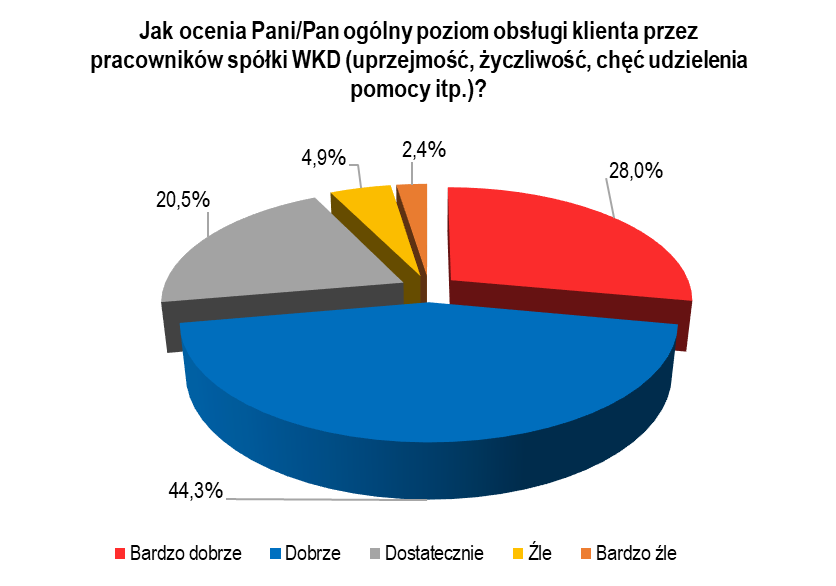 Jak ocenia Pani/Pan ogólny poziom obsługi klienta przez
pracowników spółki WKD (uprzejmość, życzliwość, chęć udzielenia
pomocy itp.)?
4,9%
2,4%
28,0%
20,5%
44,3%
Bardzo dobrze
Dobrze
Dostatecznie
Źle
Bardzo źle